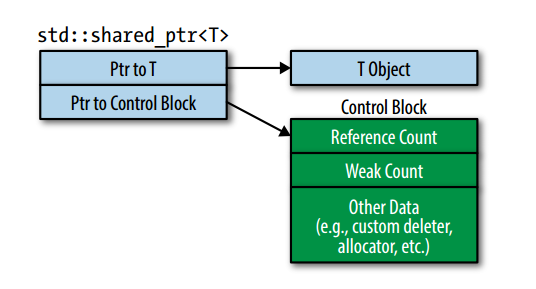 std::shared_ptr<T>
Ptr to T
T Object
Ptr to Control Block
Control Block
Reference Count
Weak Count
Other Data
(e.g., custom deleter,
allocator, etc.)